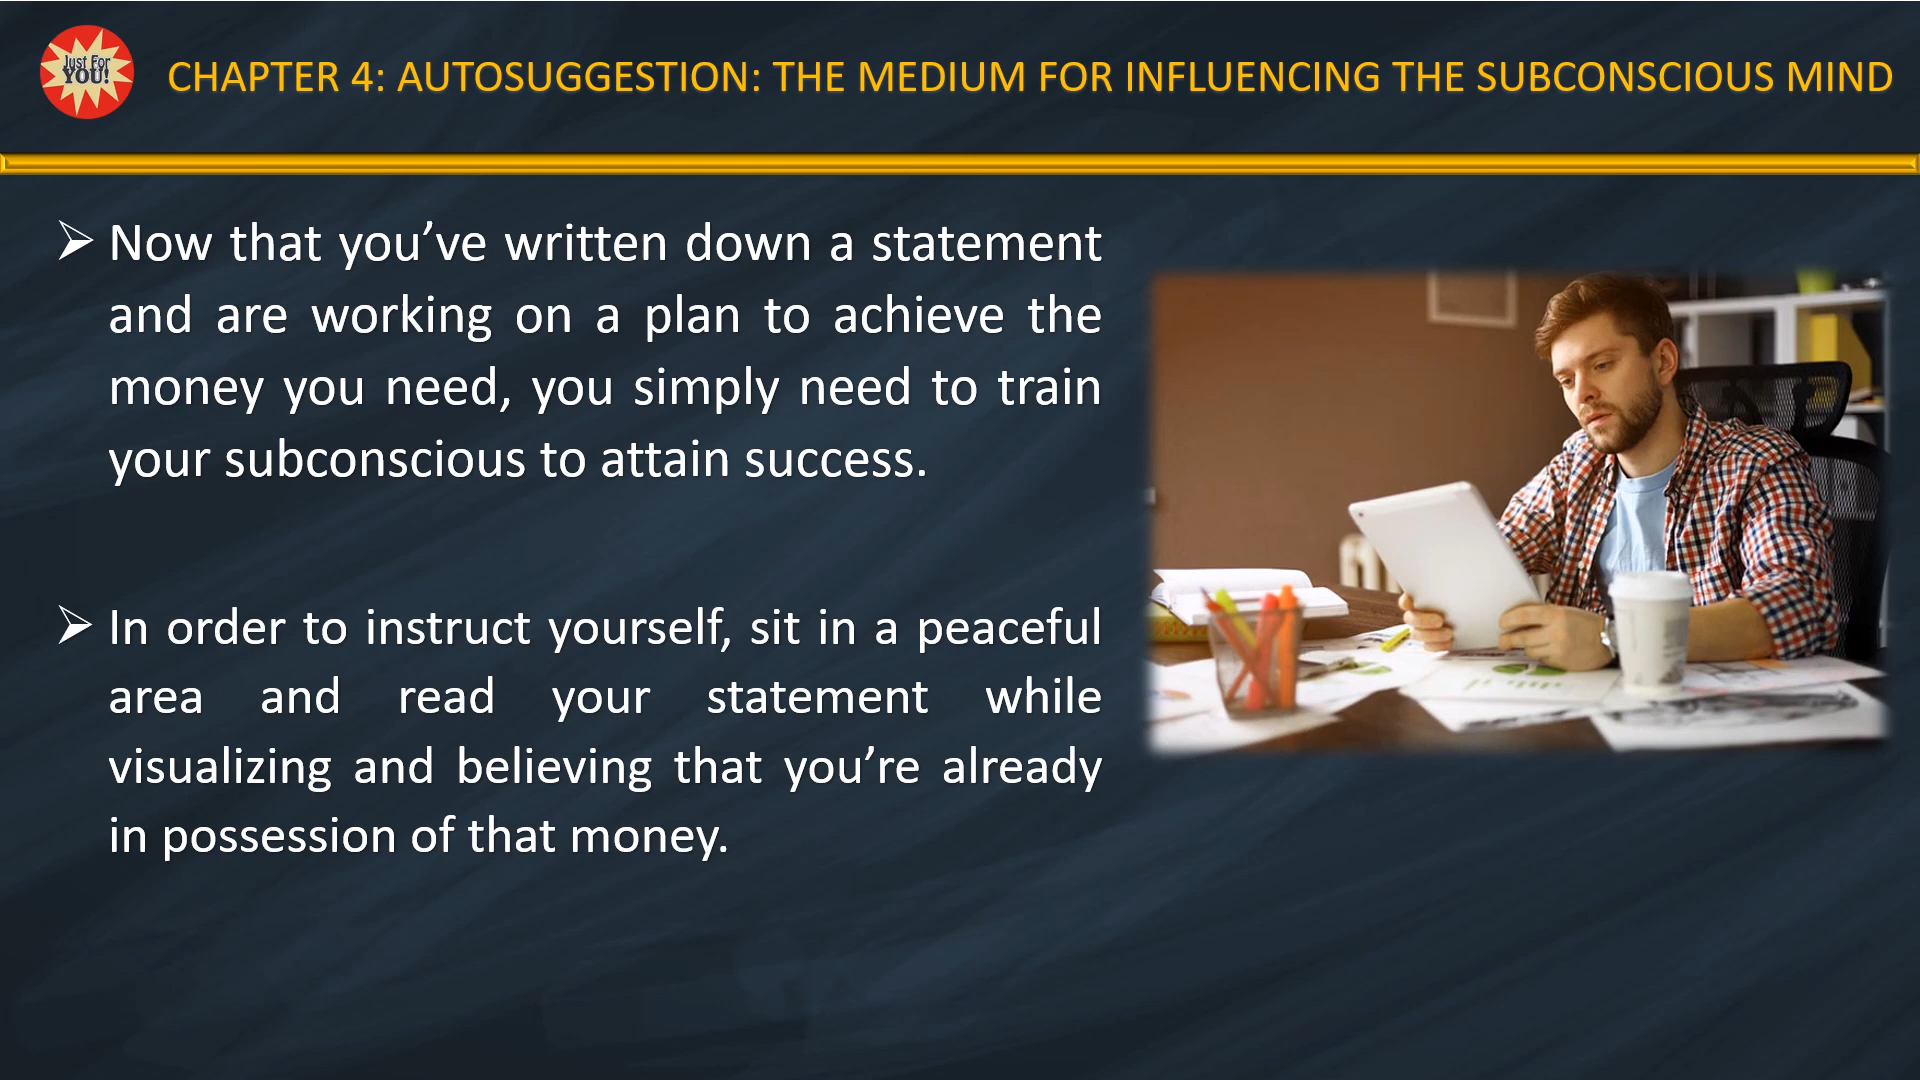 Just For
YOU!
CHAPTER 4: AUTOSUGGESTION: THE MEDIUM FOR INFLUENCING THE SUBCONSCIOUS MIND
Now that you’ve written down a statement
and are working on a plan to achieve the
money you need, you simply need to train
your subconscious to attain success.
In order to instruct yourself, sit in a peaceful
area and read your statement while
visualizing and believing that you’re already
in possession of that money.